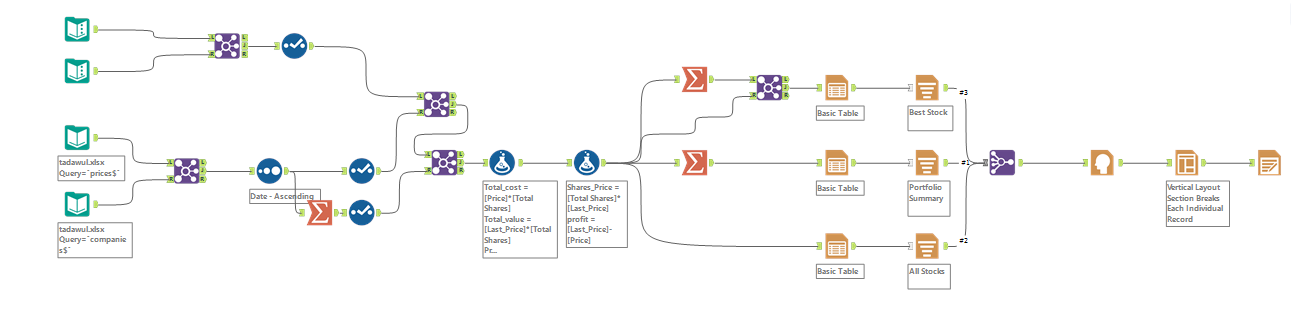 L
L
J
R
R
L
L
J
R
R
tadawul.xlsx
Query=`prices$`
L
L
J
R
R
tadawul.xlsx
Query=`companie
s$`
Date - Ascending
L
L
J
R
R
Total_cost =
[Price]*[Total
Shares]
Total_value =
[Last_Price]*[Total
Shares]
Pr...
Shares_Price =
[Total Shares]*
[Last_Price]
profit =
[Last_Price]-
[Price]
L
L
J
R
R
Basic Table
Best Stock
#3
Basic Table
Portfolio
Summary
#1
Basic Table
All Stocks
#2
Vertical Layout
Section Breaks
Each Individual
Record